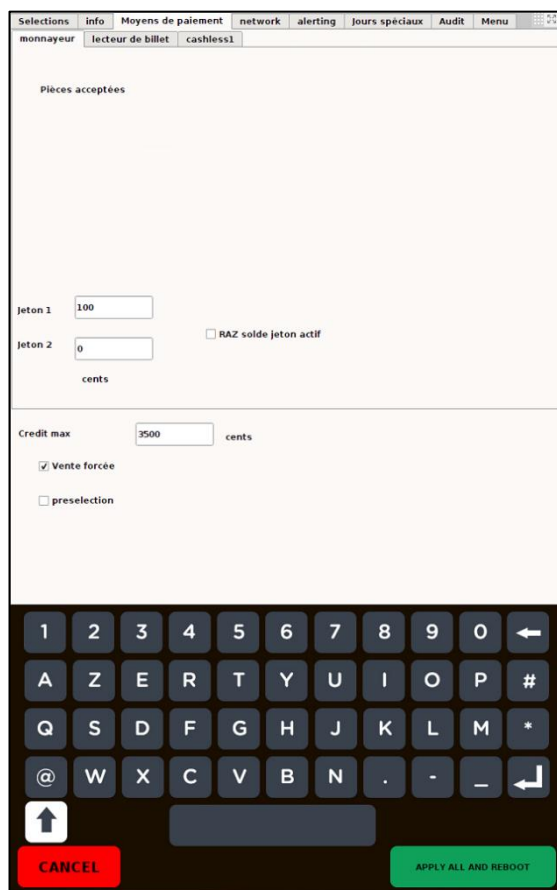 Selections info Moyens de paiement network alerting Jours spéciaux Audit Menu
monnayeur lecteur de billet cashless1
Pièces acceptées
Jeton 1 100
RAZ solde jeton actif
Jeton 2 0
cents
Credit max 3500 cents
Vente forcée
preselection
1 2 3 4 5 6 7 8 9 0
A Z E R T Y U I O P #
Q S D F G H J K L M *
@ W X C V B N . - _
CANCEL APPLY ALL AND REBOOT